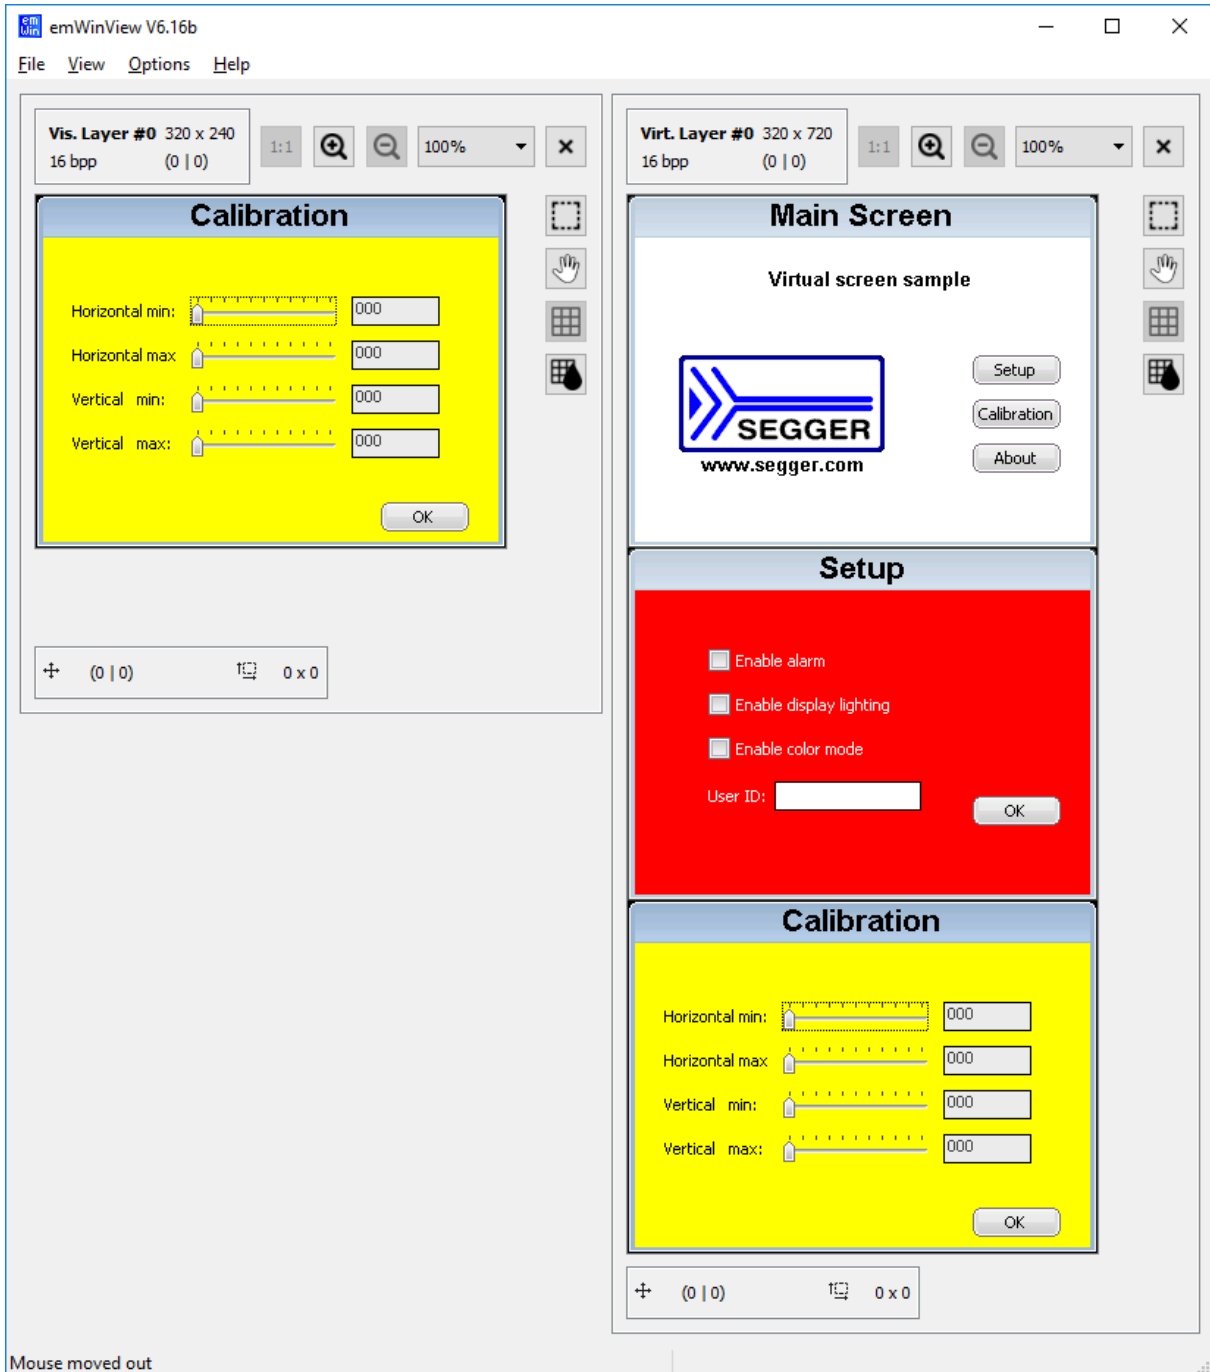 emWinView V6.16b
File View Options Help
Vis. Layer #0 320 x 240
16 bpp (0 | 0)
1:1
100%
Calibration
Horizontal min: 000
Horizontal max 000
Vertical min: 000
Vertical max: 000
OK
(0 | 0) 0 x 0
Virt. Layer #0 320 x 720
16 bpp (0 | 0)
1:1
100%
Main Screen
Virtual screen sample
SEGGER
www.segger.com
Setup
Calibration
About
Setup
Enable alarm
Enable display lighting
Enable color mode
User ID:
OK
Calibration
Horizontal min: 000
Horizontal max 000
Vertical min: 000
Vertical max: 000
OK
(0 | 0) 0 x 0
Mouse moved out